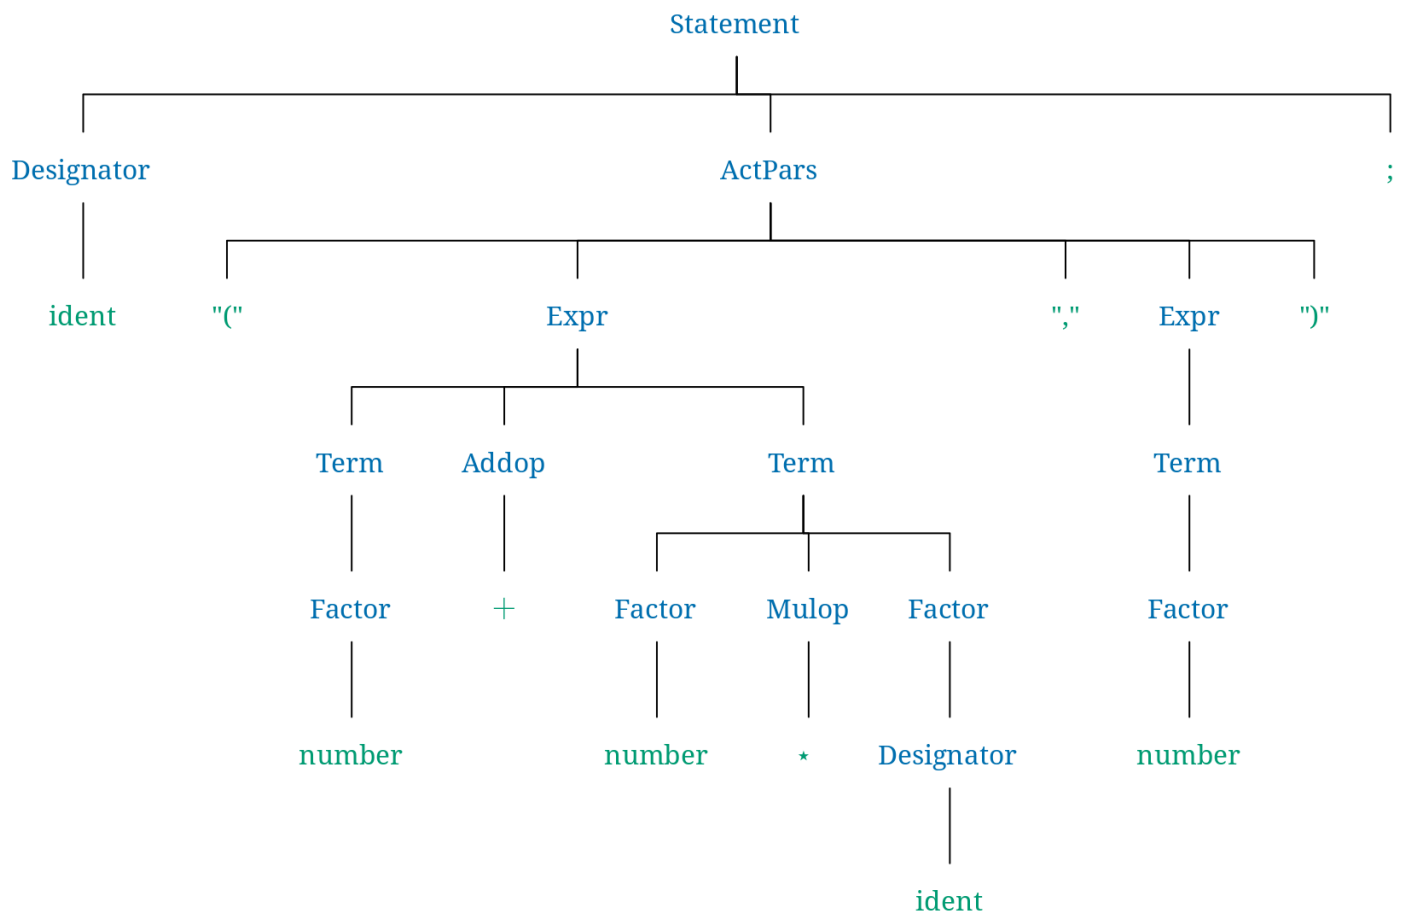 Statement
Designator ActPars ;
ident "(" Expr "," Expr ")"
Term Addop Term Term
Factor + Factor Mulop Factor Factor
number number * Designator number
ident